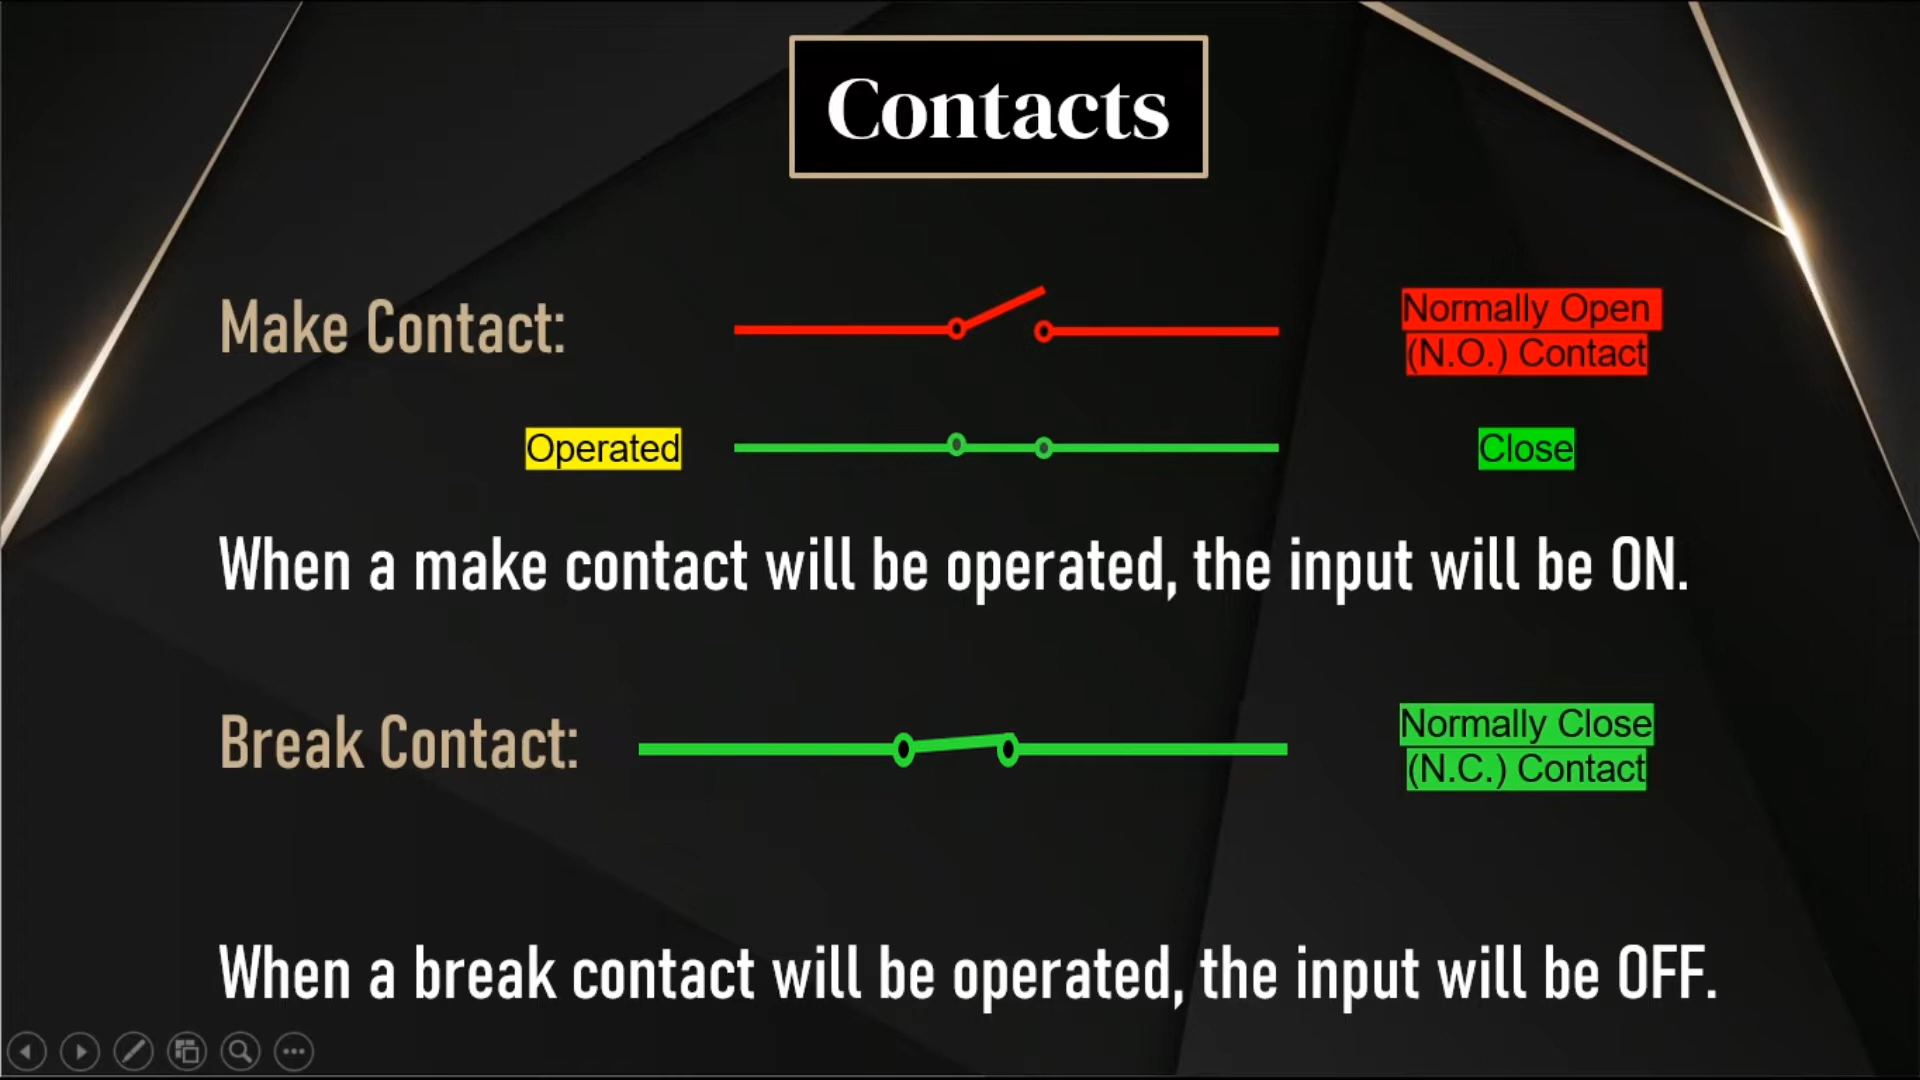 Contacts
Make Contact:
Normally Open
(N.O.) Contact
Operated
Close
When a make contact will be operated, the input will be ON.
Break Contact:
Normally Close
(N.C.) Contact
When a break contact will be operated, the input will be OFF.